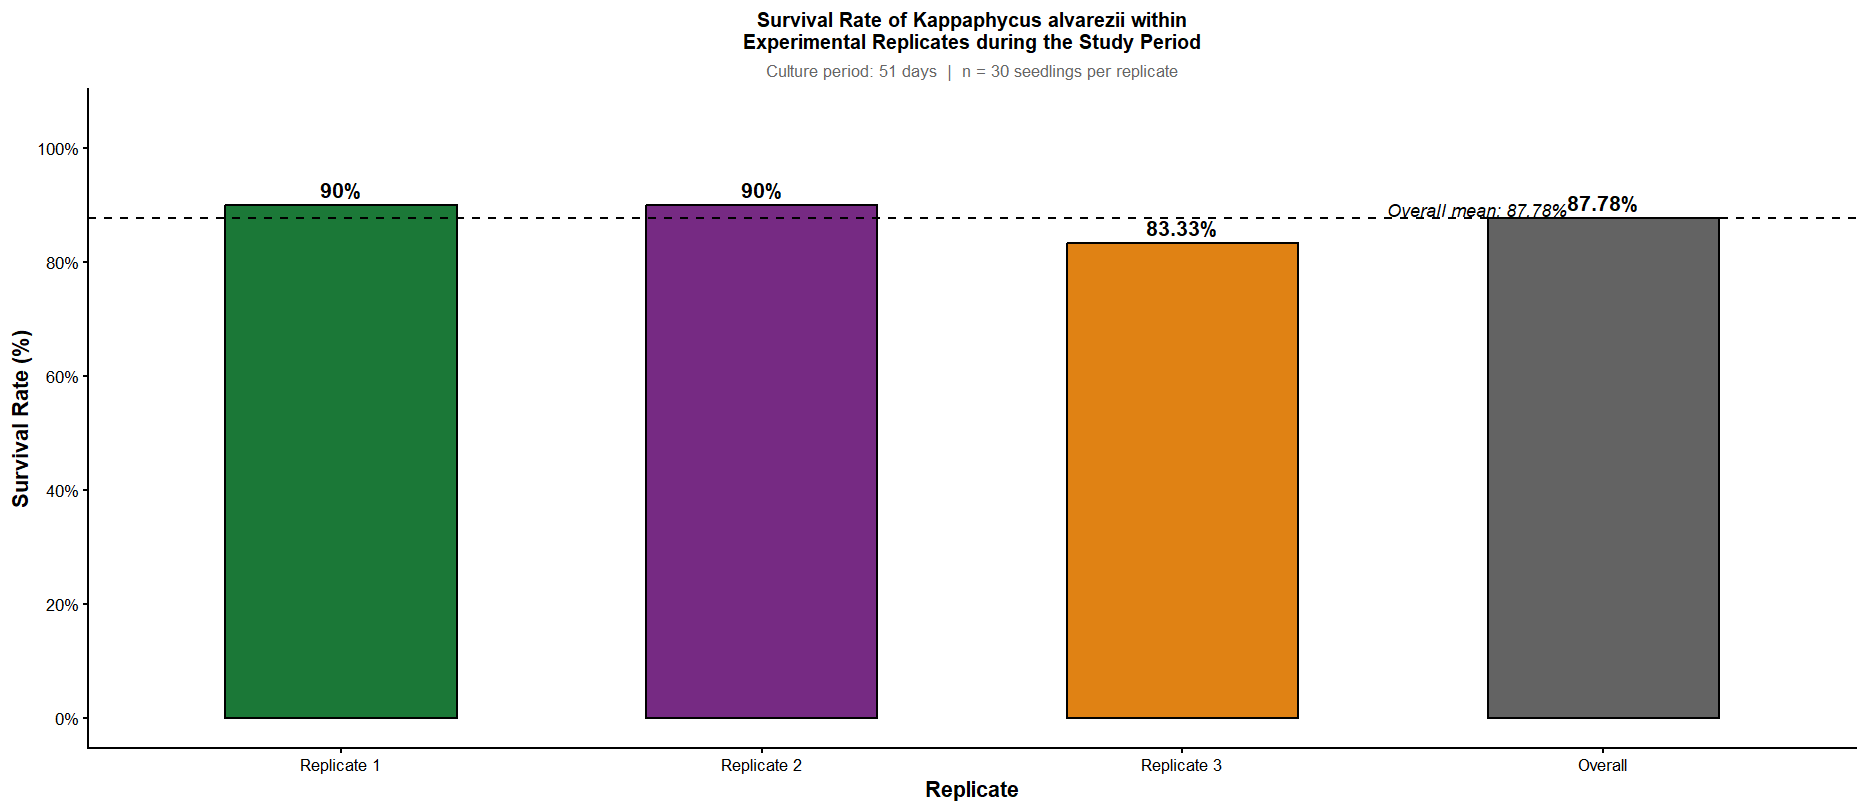 Survival Rate of Kappaphycus alvarezii within
Experimental Replicates during the Study Period
Culture period: 51 days | n = 30 seedlings per replicate
Survival Rate (%)
100%
80%
60%
40%
20%
0%
90%
90%
83.33%
Overall mean: 87.78%
87.78%
Replicate 1
Replicate 2
Replicate 3
Overall
Replicate